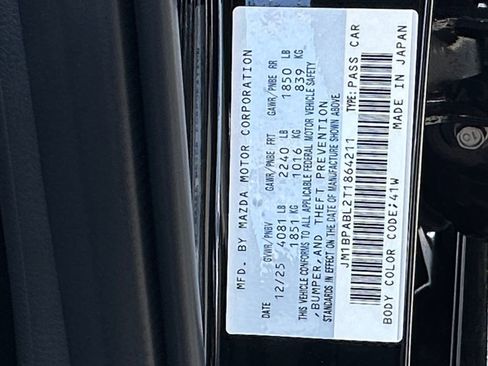 MFD. BY MAZDA MOTOR CORPORATION
DATE GVWR/PNBV GAWR/PNBE FRT GAWR/PNBE RR
12/25 4081 LB 2240 LB 1850 LB
1851 KG 1016 KG 839 KG
THIS VEHICLE CONFORMS TO ALL APPLICABLE FEDERAL MOTOR VEHICLE SAFETY
,BUMPER,AND THEFT PREVENTION
STANDARDS IN EFFECT ON THE DATE OF MANUFACTURE SHOWN ABOVE.
JM1BPABL2T1864211 TYPE:PASS CAR
BODY COLOR CODE;41W MADE IN JAPAN